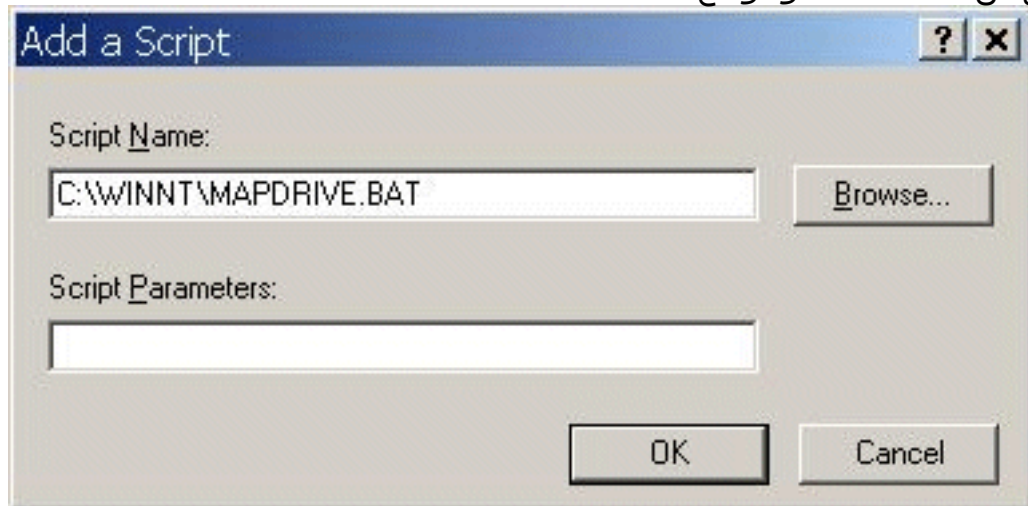 Add a Script
Script Name:
C:\WINNT\MAPDRIVE.BAT
Browse...
Script Parameters:
OK
Cancel